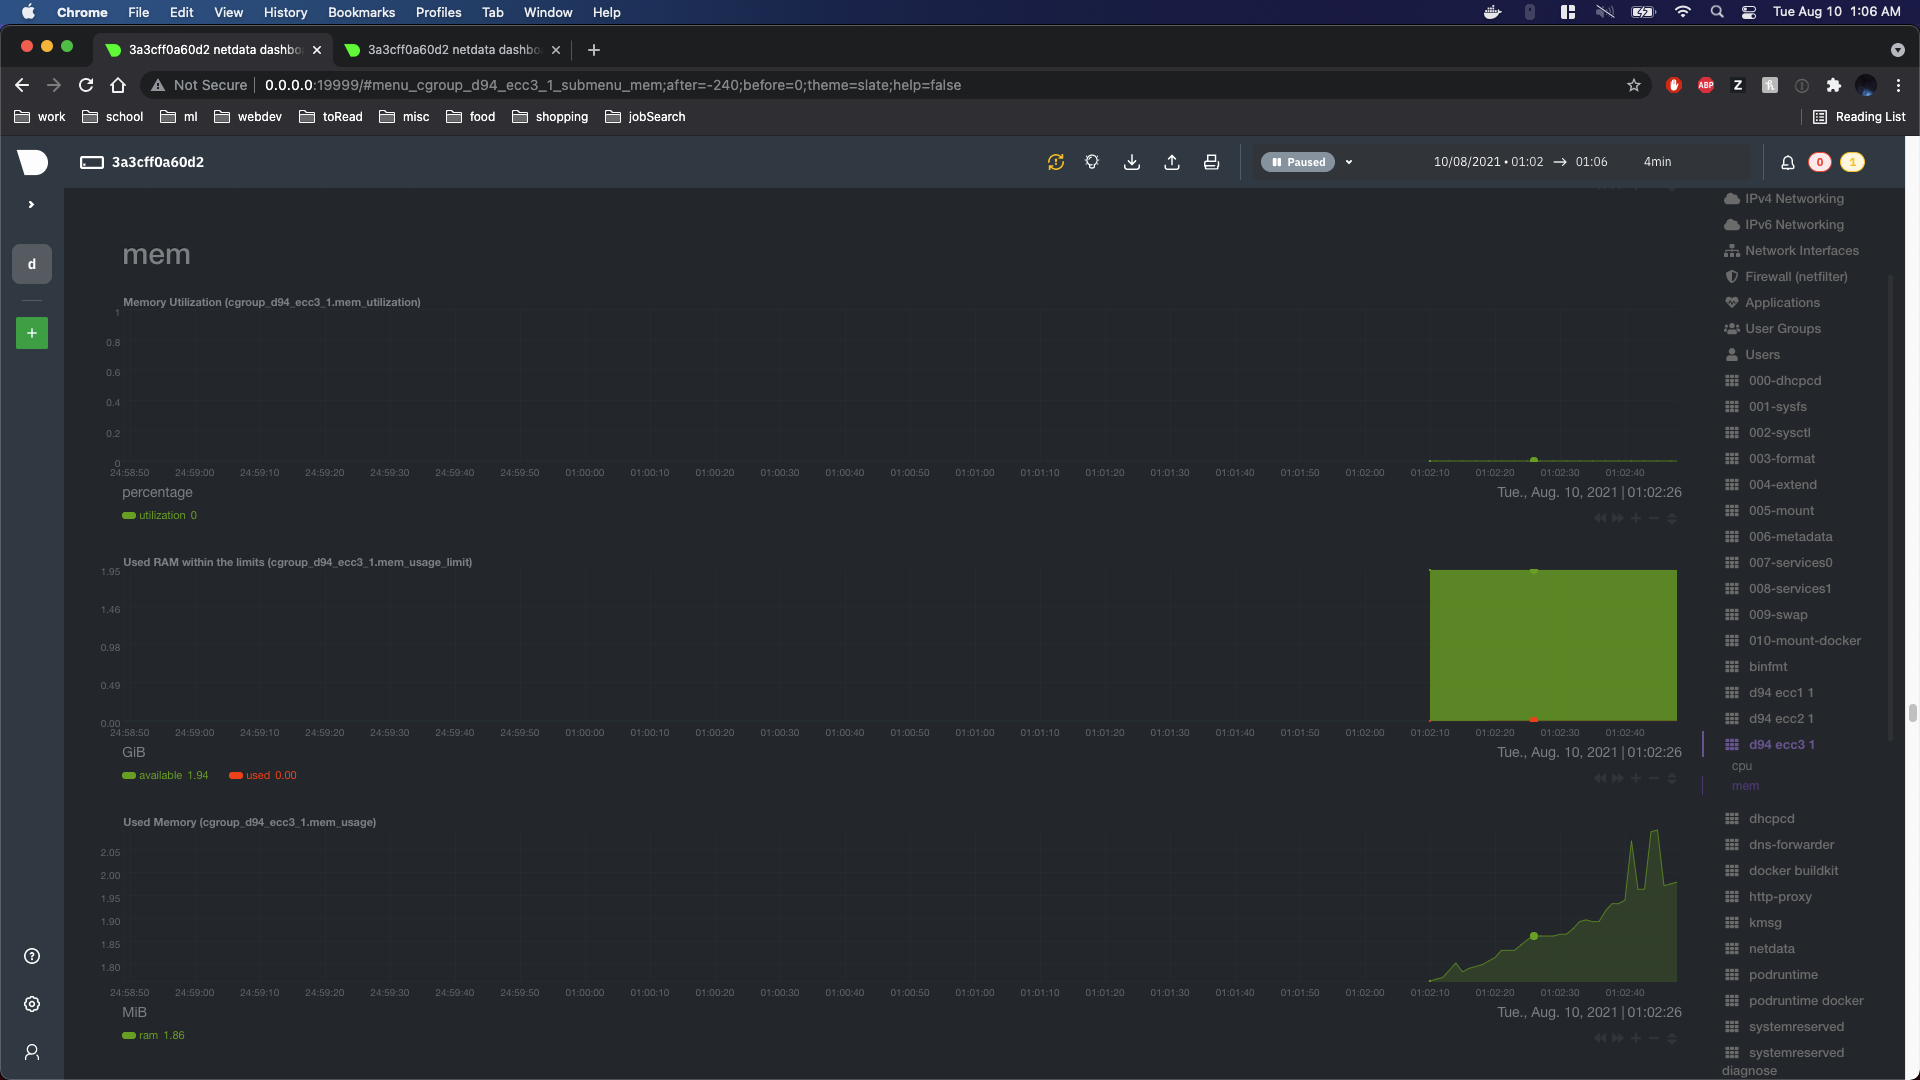 Chrome File Edit View History Bookmarks Profiles Tab Window Help Tue Aug 10 1:06 AM
3a3cff0a60d2 netdata dashbo 3a3cff0a60d2 netdata dashbo
Not Secure 0.0.0.0:19999/#menu_cgroup_d94_ecc3_1_submenu_mem;after=-240;before=0;theme=slate;help=false ABP Z
work school ml webdev toRead misc food shopping jobSearch Reading List
3a3cff0a60d2 Paused 10/08/2021 • 01:02 → 01:06 4min 0 1
d
+
mem
Memory Utilization (cgroup_d94_ecc3_1.mem_utilization)
1
0.8
0.6
0.4
0.2
0
24:58:50 24:59:00 24:59:10 24:59:20 24:59:30 24:59:40 24:59:50 01:00:00 01:00:10 01:00:20 01:00:30 01:00:40 01:00:50 01:01:00 01:01:10 01:01:20 01:01:30 01:01:40 01:01:50 01:02:00 01:02:10 01:02:20 01:02:30 01:02:40
percentage Tue., Aug. 10, 2021 | 01:02:26
utilization 0
Used RAM within the limits (cgroup_d94_ecc3_1.mem_usage_limit)
1.95
1.46
0.98
0.49
0.00
24:58:50 24:59:00 24:59:10 24:59:20 24:59:30 24:59:40 24:59:50 01:00:00 01:00:10 01:00:20 01:00:30 01:00:40 01:00:50 01:01:00 01:01:10 01:01:20 01:01:30 01:01:40 01:01:50 01:02:00 01:02:10 01:02:20 01:02:30 01:02:40
GiB Tue., Aug. 10, 2021 | 01:02:26
available 1.94 used 0.00
Used Memory (cgroup_d94_ecc3_1.mem_usage)
2.05
2.00
1.95
1.90
1.85
1.80
24:58:50 24:59:00 24:59:10 24:59:20 24:59:30 24:59:40 24:59:50 01:00:00 01:00:10 01:00:20 01:00:30 01:00:40 01:00:50 01:01:00 01:01:10 01:01:20 01:01:30 01:01:40 01:01:50 01:02:00 01:02:10 01:02:20 01:02:30 01:02:40
MiB Tue., Aug. 10, 2021 | 01:02:26
ram 1.86
IPv4 Networking
IPv6 Networking
Network Interfaces
Firewall (netfilter)
Applications
User Groups
Users
000-dhcpcd
001-sysfs
002-sysctl
003-format
004-extend
005-mount
006-metadata
007-services0
008-services1
009-swap
010-mount-docker
binfmt
d94 ecc1 1
d94 ecc2 1
d94 ecc3 1
cpu
mem
dhcpcd
dns-forwarder
docker buildkit
http-proxy
kmsg
netdata
podruntime
podruntime docker
systemreserved
systemreserved
diagnose